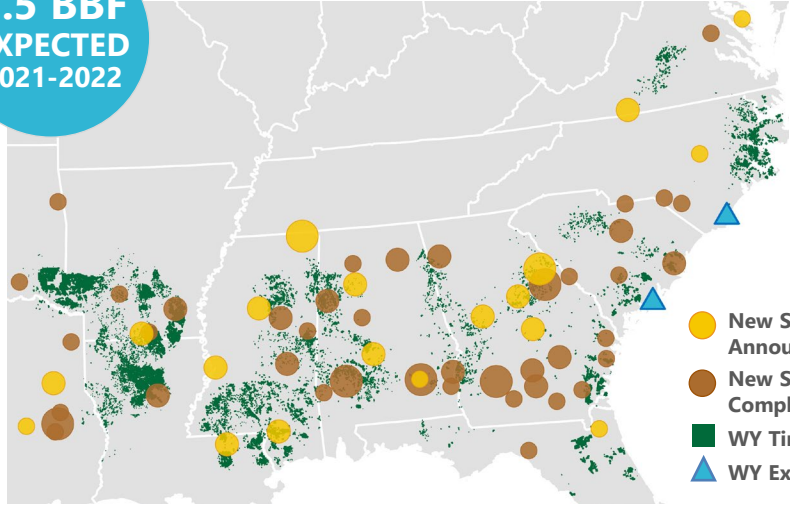 .5 BBF
XPECTED
021-2022
New S
Annou
New S
Compl
WY Ti
WY Ex